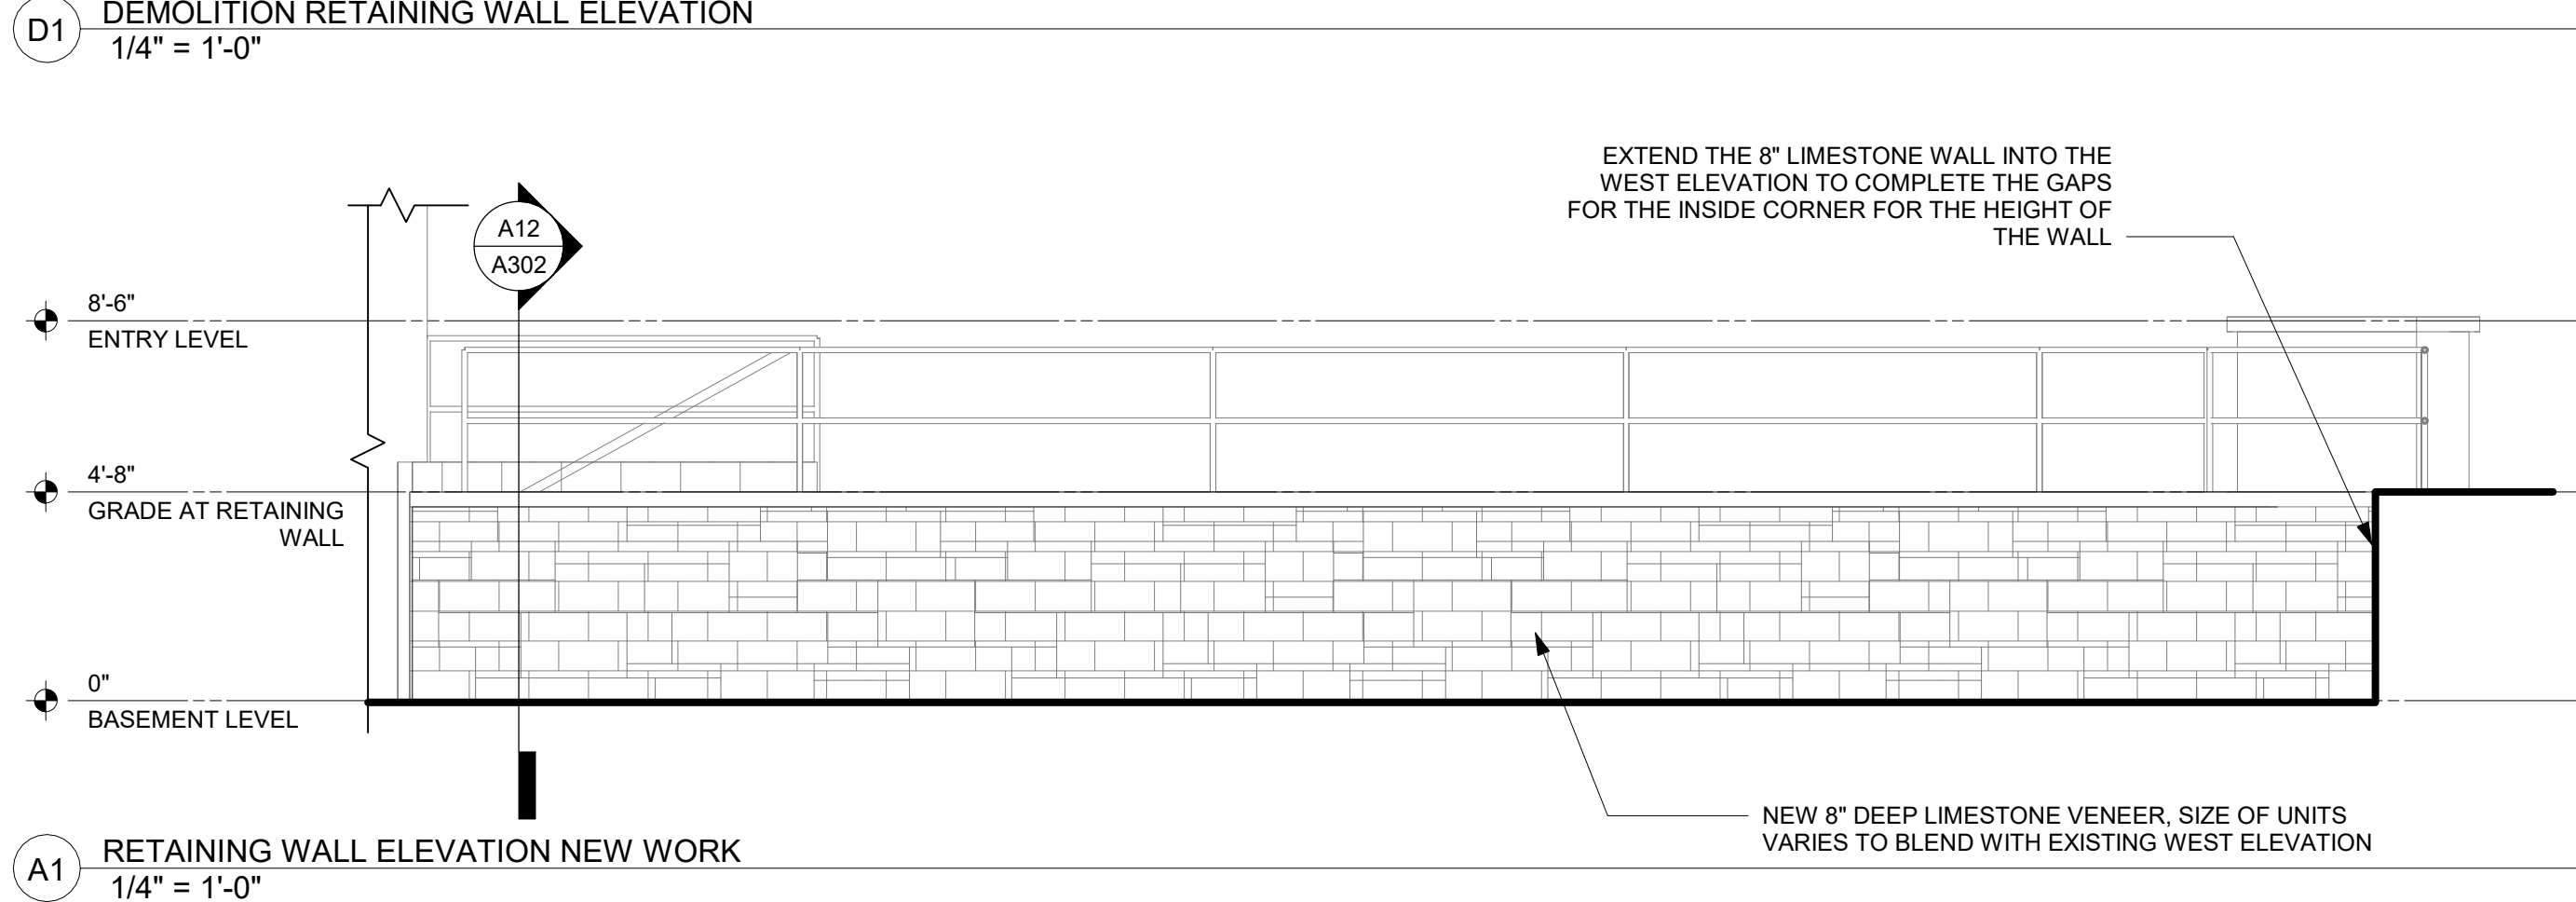 D1
DEMOLITION RETAINING WALL ELEVATION
1/4" = 1'-0"
EXTEND THE 8" LIMESTONE WALL INTO THE
WEST ELEVATION TO COMPLETE THE GAPS
FOR THE INSIDE CORNER FOR THE HEIGHT OF
THE WALL
A12
A302
8'-6"
ENTRY LEVEL
4'-8"
GRADE AT RETAINING
WALL
0"
BASEMENT LEVEL
NEW 8" DEEP LIMESTONE VENEER, SIZE OF UNITS
VARIES TO BLEND WITH EXISTING WEST ELEVATION
A1
RETAINING WALL ELEVATION NEW WORK
1/4" = 1'-0"